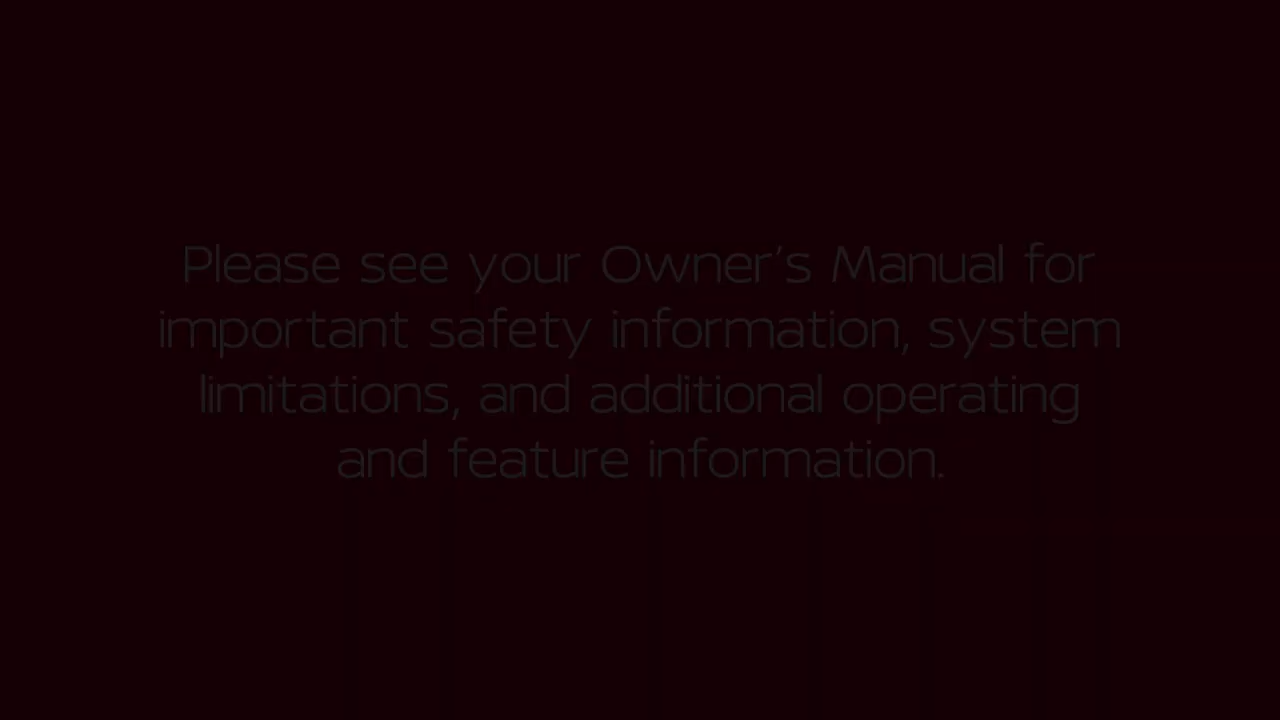 Please see your Owner’s Manual for
important safety information, system
limitations, and additional operating
and feature information.